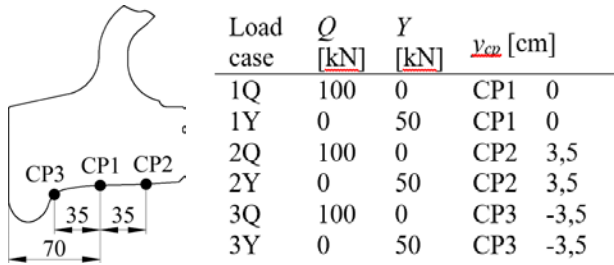 CP3 CP1 CP2
35 35
70
Load case Q [kN] Y [kN] v_cp [cm]
1Q 100 0 CP1 0
1Y 0 50 CP1 0
2Q 100 0 CP2 3,5
2Y 0 50 CP2 3,5
3Q 100 0 CP3 -3,5
3Y 0 50 CP3 -3,5